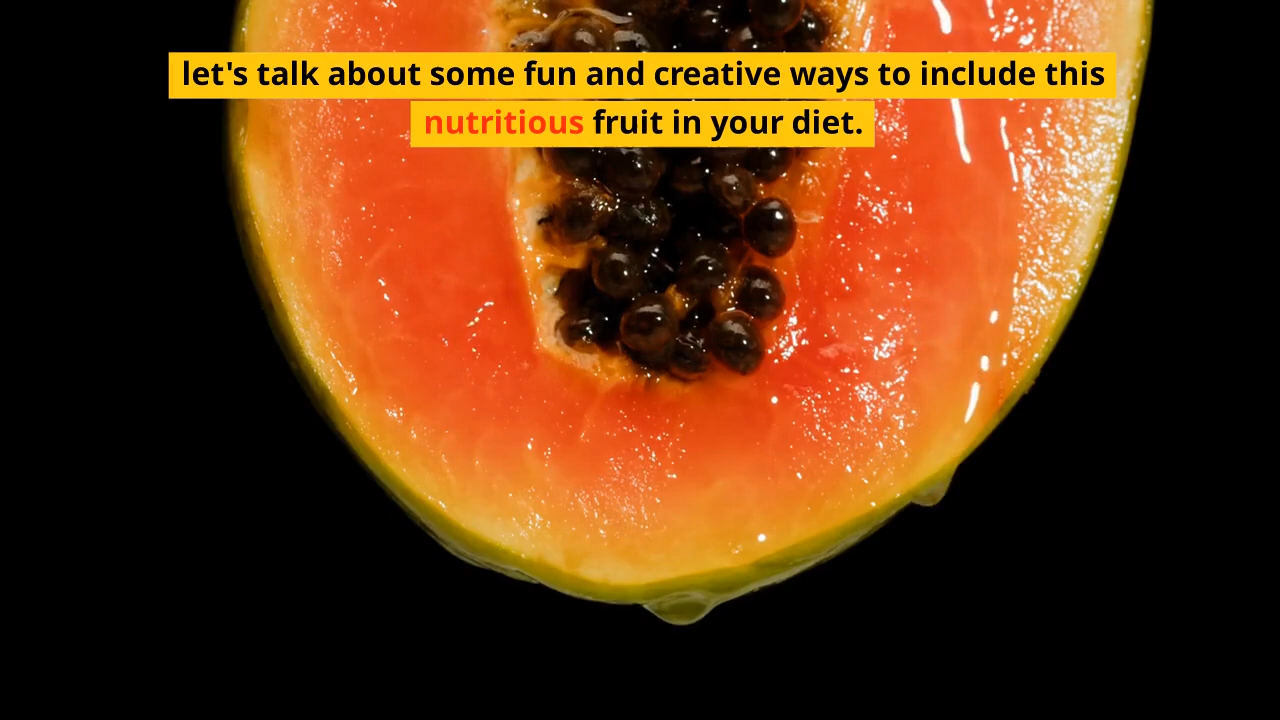 let's talk about some fun and creative ways to include this
nutritious fruit in your diet.